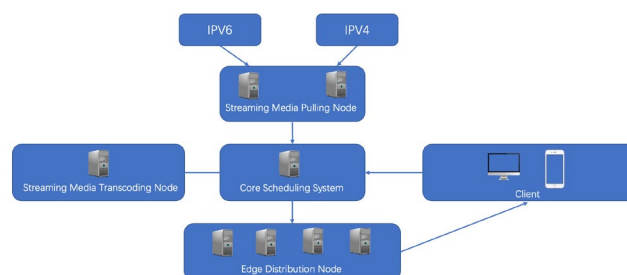 IPV6
IPV4
Streaming Media Pulling Node
Streaming Media Transcoding Node
Core Scheduling System
Client
Edge Distribution Node